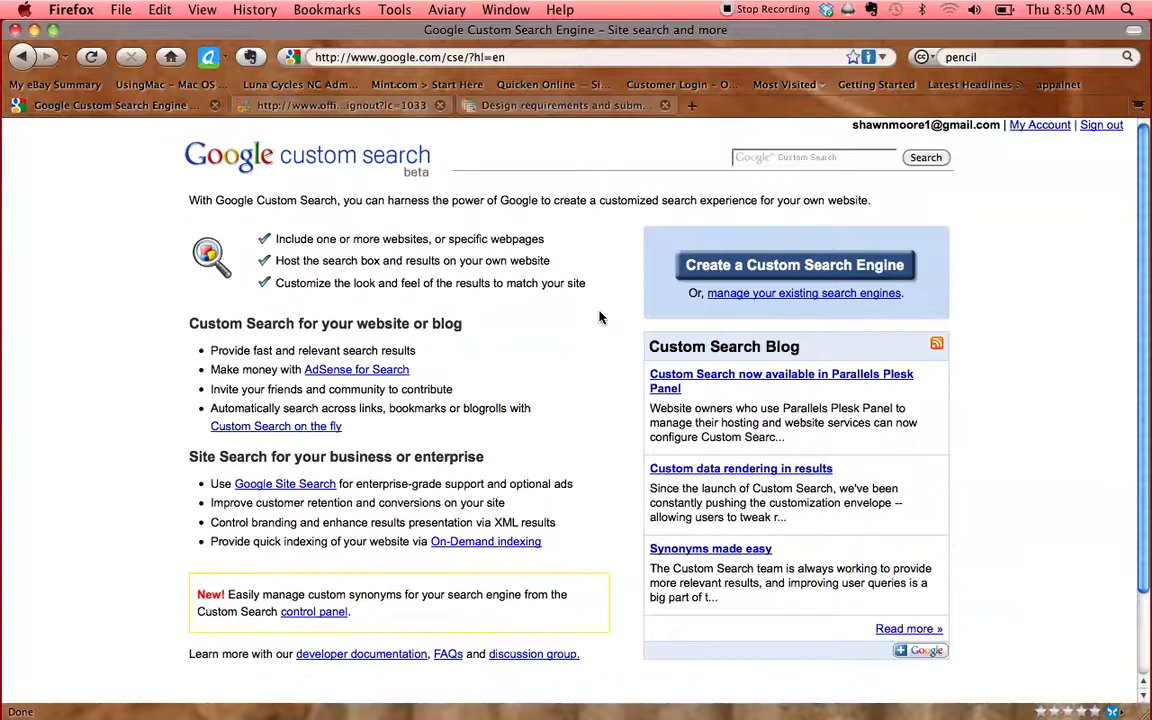 Firefox File Edit View History Bookmarks Tools Aviary Window Help Stop Recording Thu 8:50 AM
Google Custom Search Engine – Site search and more
http://www.google.com/cse/?hl=en pencil
My eBay Summary UsingMac – Mac OS ... Luna Cycles NC Adm... Mint.com > Start Here Quicken Online – Si... Customer Login – O... Most Visited Getting Started Latest Headlines appalnet
Google Custom Search Engine ... http://www.offi...ignout?lc=1033 Design requirements and subm...
shawnmoore1@gmail.com | My Account | Sign out
Google custom search beta
Google™ Custom Search Search
With Google Custom Search, you can harness the power of Google to create a customized search experience for your own website.
Include one or more websites, or specific webpages
Host the search box and results on your own website
Customize the look and feel of the results to match your site
Create a Custom Search Engine
Or, manage your existing search engines.
Custom Search for your website or blog
• Provide fast and relevant search results
• Make money with AdSense for Search
• Invite your friends and community to contribute
• Automatically search across links, bookmarks or blogrolls with
Custom Search on the fly
Site Search for your business or enterprise
• Use Google Site Search for enterprise-grade support and optional ads
• Improve customer retention and conversions on your site
• Control branding and enhance results presentation via XML results
• Provide quick indexing of your website via On-Demand indexing
New! Easily manage custom synonyms for your search engine from the
Custom Search control panel.
Learn more with our developer documentation, FAQs and discussion group.
Custom Search Blog
Custom Search now available in Parallels Plesk
Panel
Website owners who use Parallels Plesk Panel to
manage their hosting and website services can now
configure Custom Searc...
Custom data rendering in results
Since the launch of Custom Search, we've been
constantly pushing the customization envelope --
allowing users to tweak r...
Synonyms made easy
The Custom Search team is always working to provide
more relevant results, and improving user queries is a
big part of t...
Read more »
Google
Done